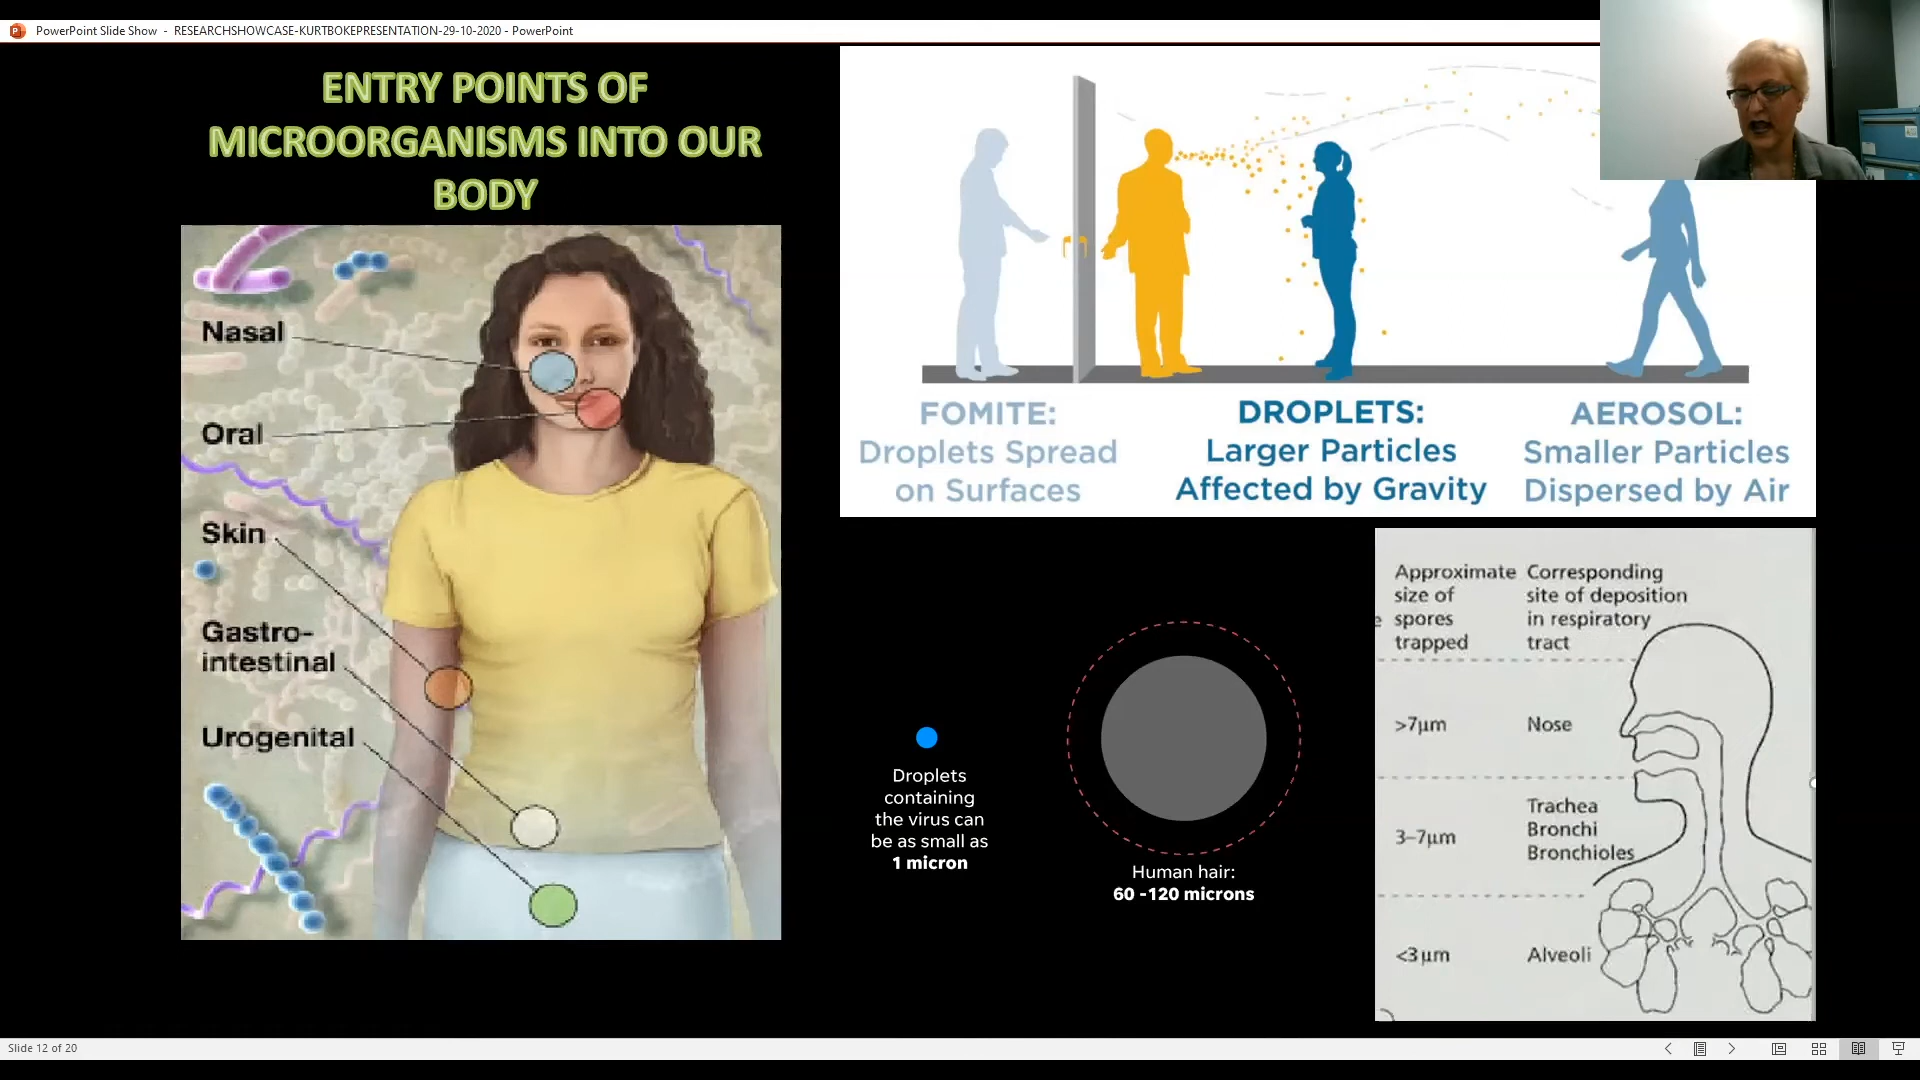 PowerPoint Slide Show - RESEARCHSHOWCASE-KURTBOKEPRESENTATION-29-10-2020 - PowerPoint
ENTRY POINTS OF
MICROORGANISMS INTO OUR
BODY
Nasal
Oral
Skin
Gastro-
intestinal
Urogenital
FOMITE:
Droplets Spread
on Surfaces
DROPLETS:
Larger Particles
Affected by Gravity
AEROSOL:
Smaller Particles
Dispersed by Air
Droplets
containing
the virus can
be as small as
1 micron
Human hair:
60 -120 microns
Approximate
size of
spores
trapped
Corresponding
site of deposition
in respiratory
tract
>7µm
Nose
3–7µm
Trachea
Bronchi
Bronchioles
<3µm
Alveoli
Slide 12 of 20